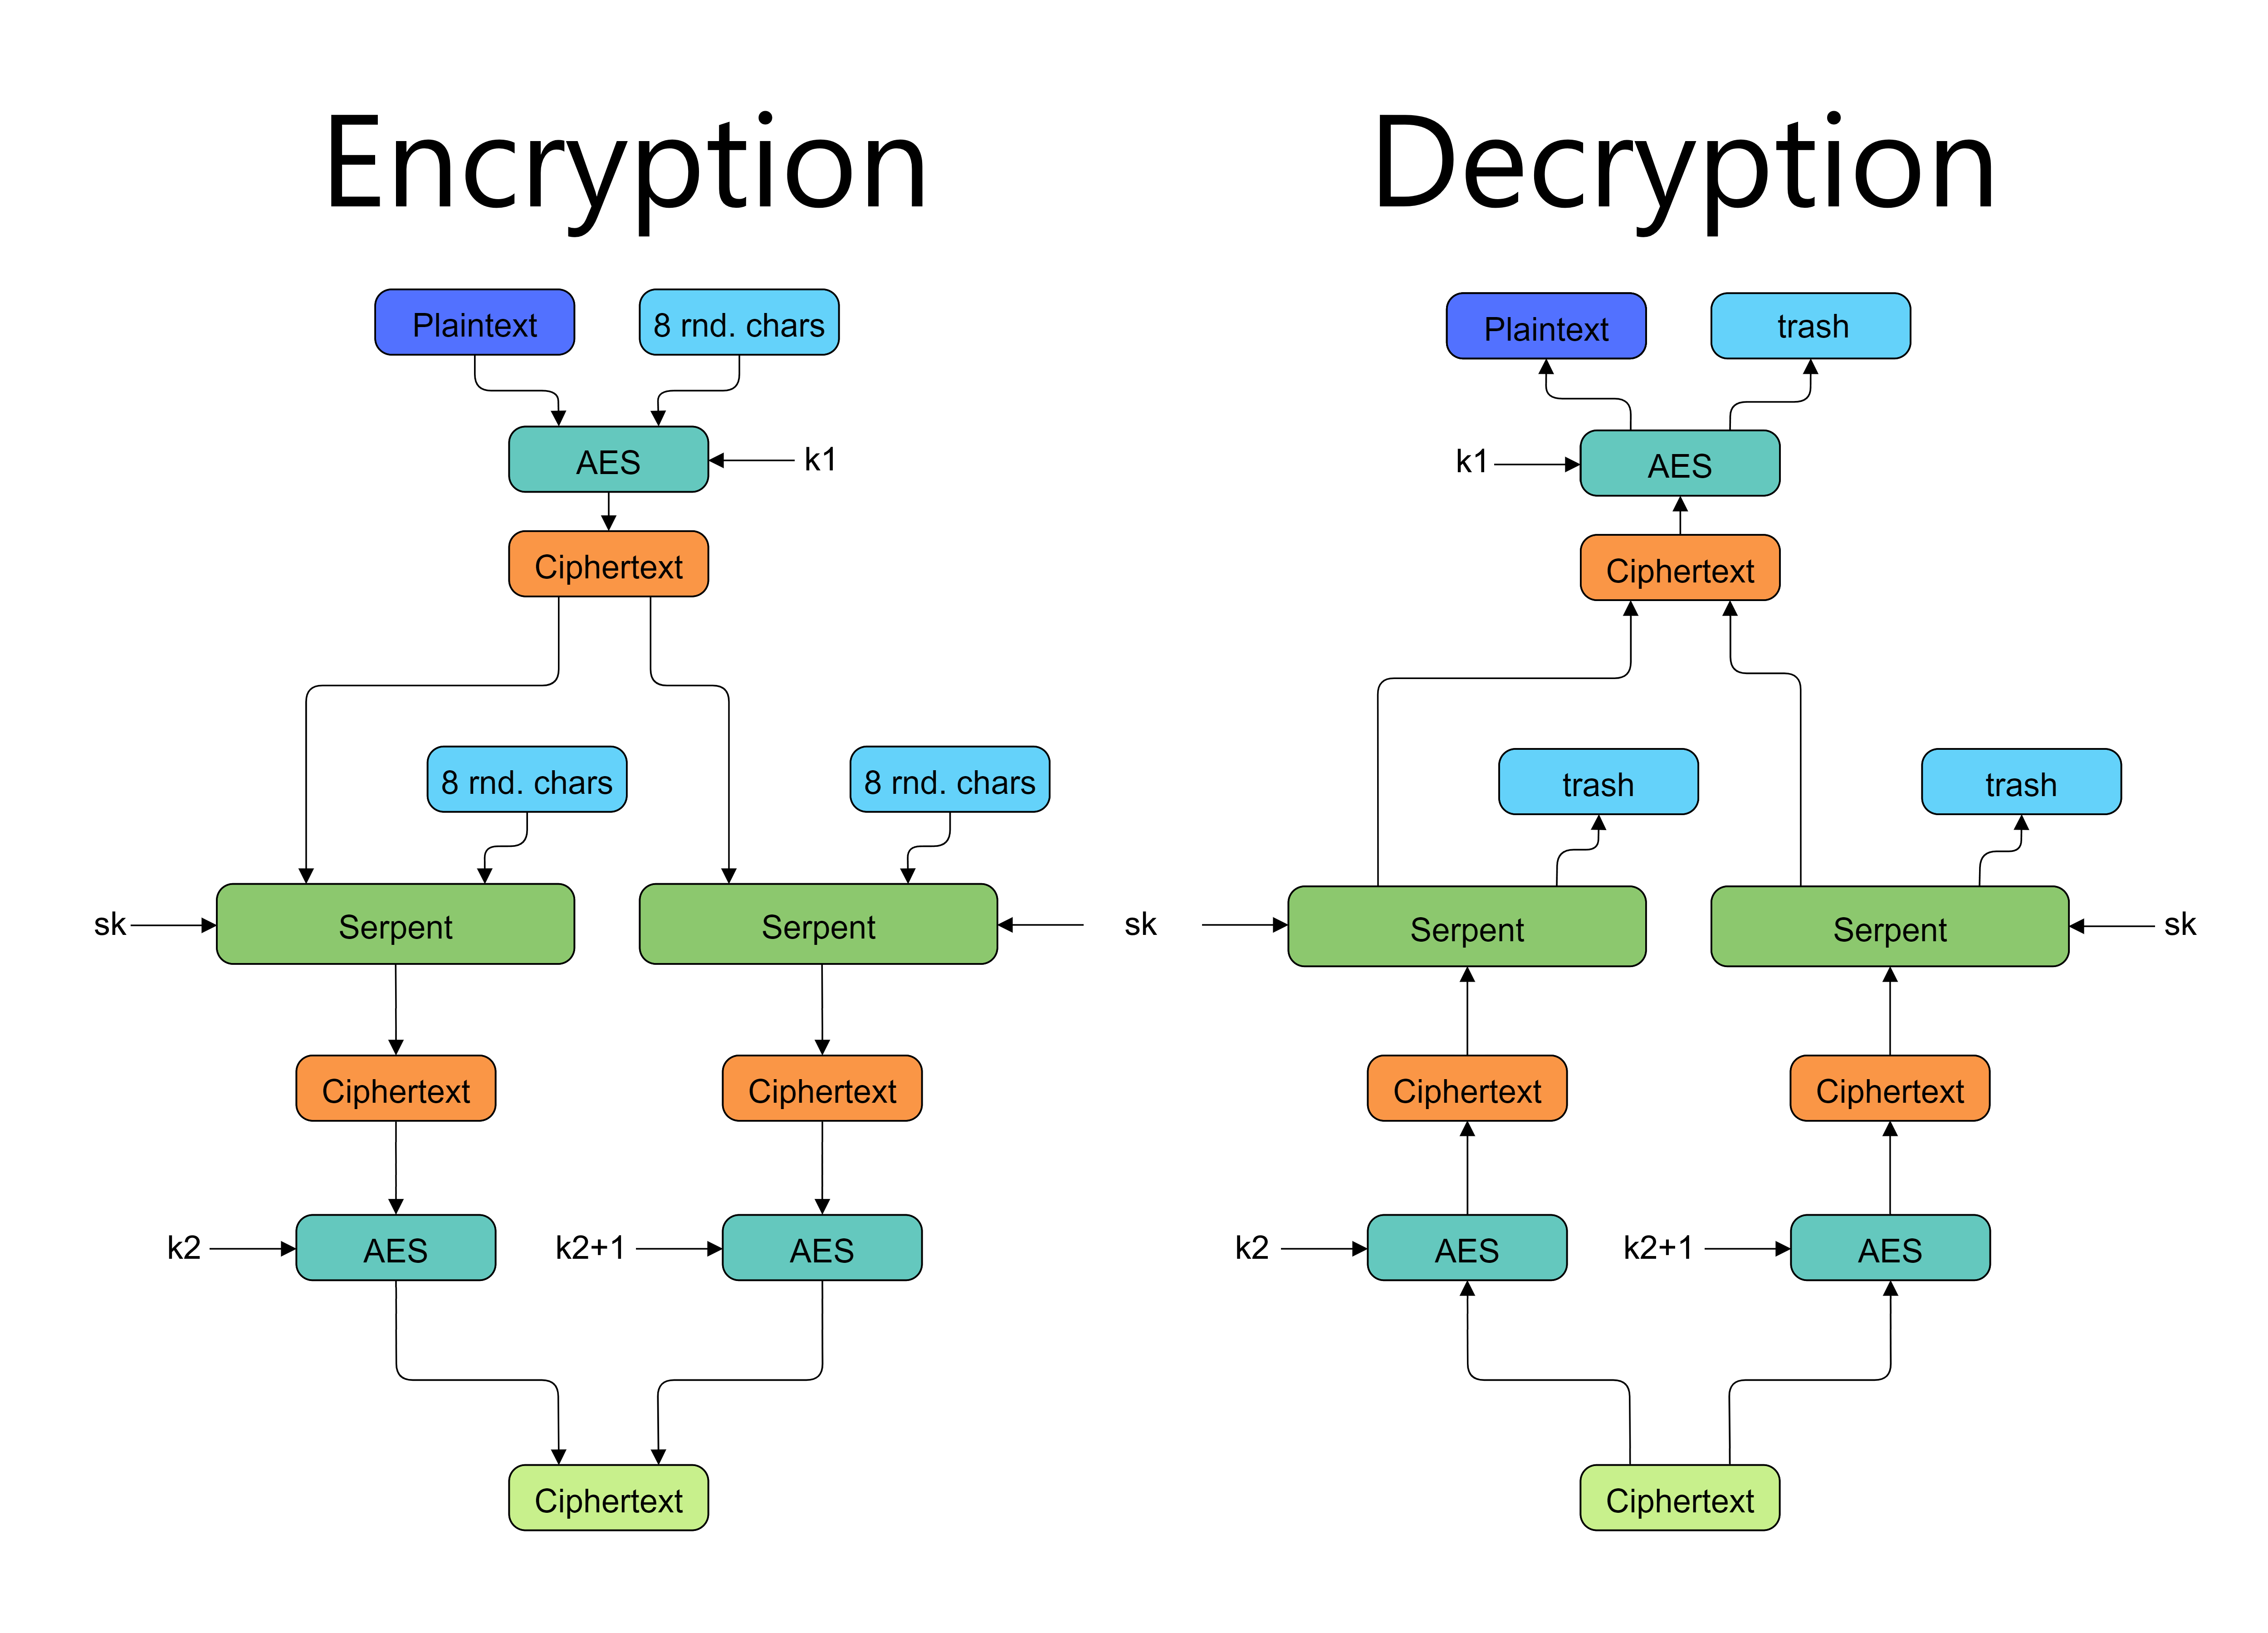 Encryption
Plaintext
8 rnd. chars
AES
k1
Ciphertext
8 rnd. chars
8 rnd. chars
sk
Serpent
Serpent
sk
Ciphertext
Ciphertext
k2
AES
k2+1
AES
Ciphertext
Decryption
Plaintext
trash
k1
AES
Ciphertext
trash
trash
Serpent
Serpent
sk
Ciphertext
Ciphertext
k2
AES
k2+1
AES
Ciphertext